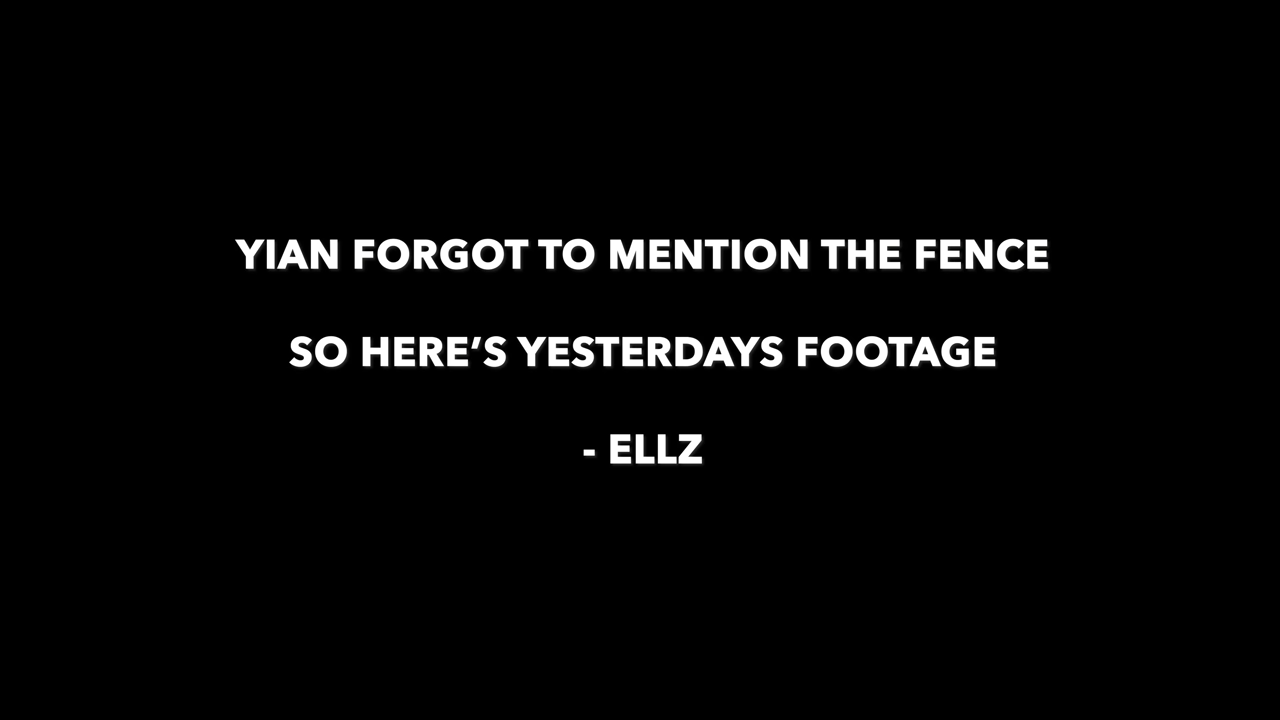 YIAN FORGOT TO MENTION THE FENCE
SO HERE’S YESTERDAYS FOOTAGE
- ELLZ